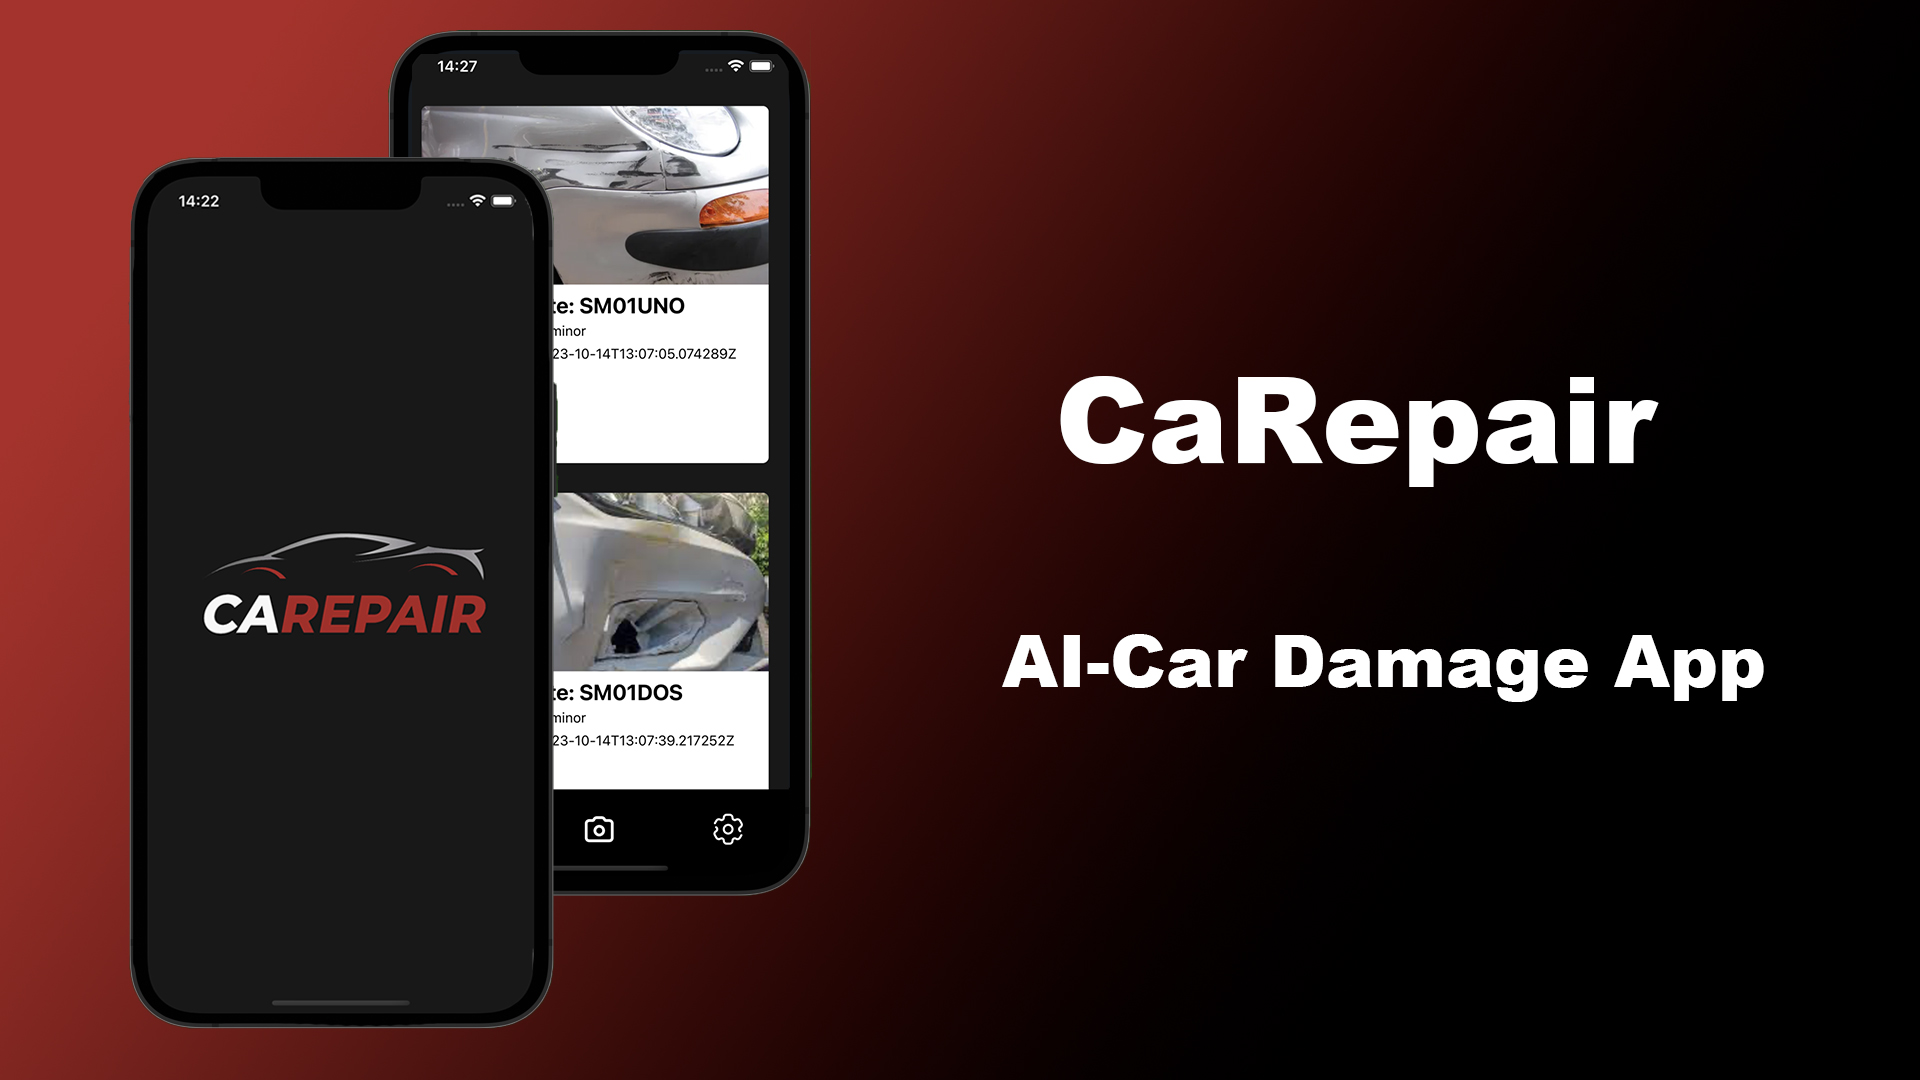 14:27
te: SM01UNO
minor
23-10-14T13:07:05.074289Z
te: SM01DOS
minor
23-10-14T13:07:39.217252Z
14:22
CAREPAIR
CaRepair
AI-Car Damage App